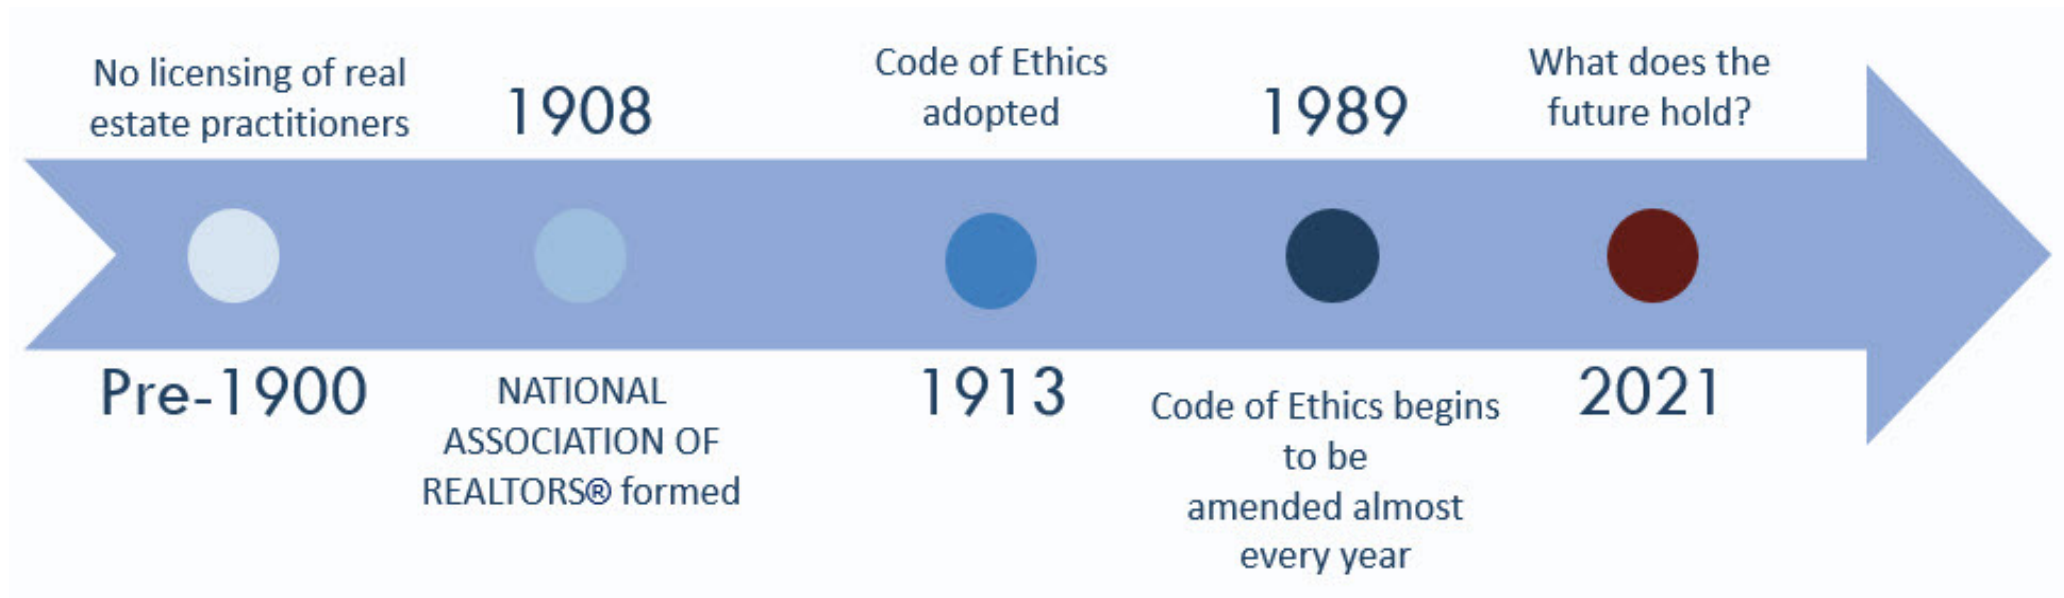 No licensing of real
estate practitioners
Pre-1900
1908
NATIONAL
ASSOCIATION OF
REALTORS® formed
Code of Ethics
adopted
1913
1989
Code of Ethics begins
to be
amended almost
every year
What does the
future hold?
2021